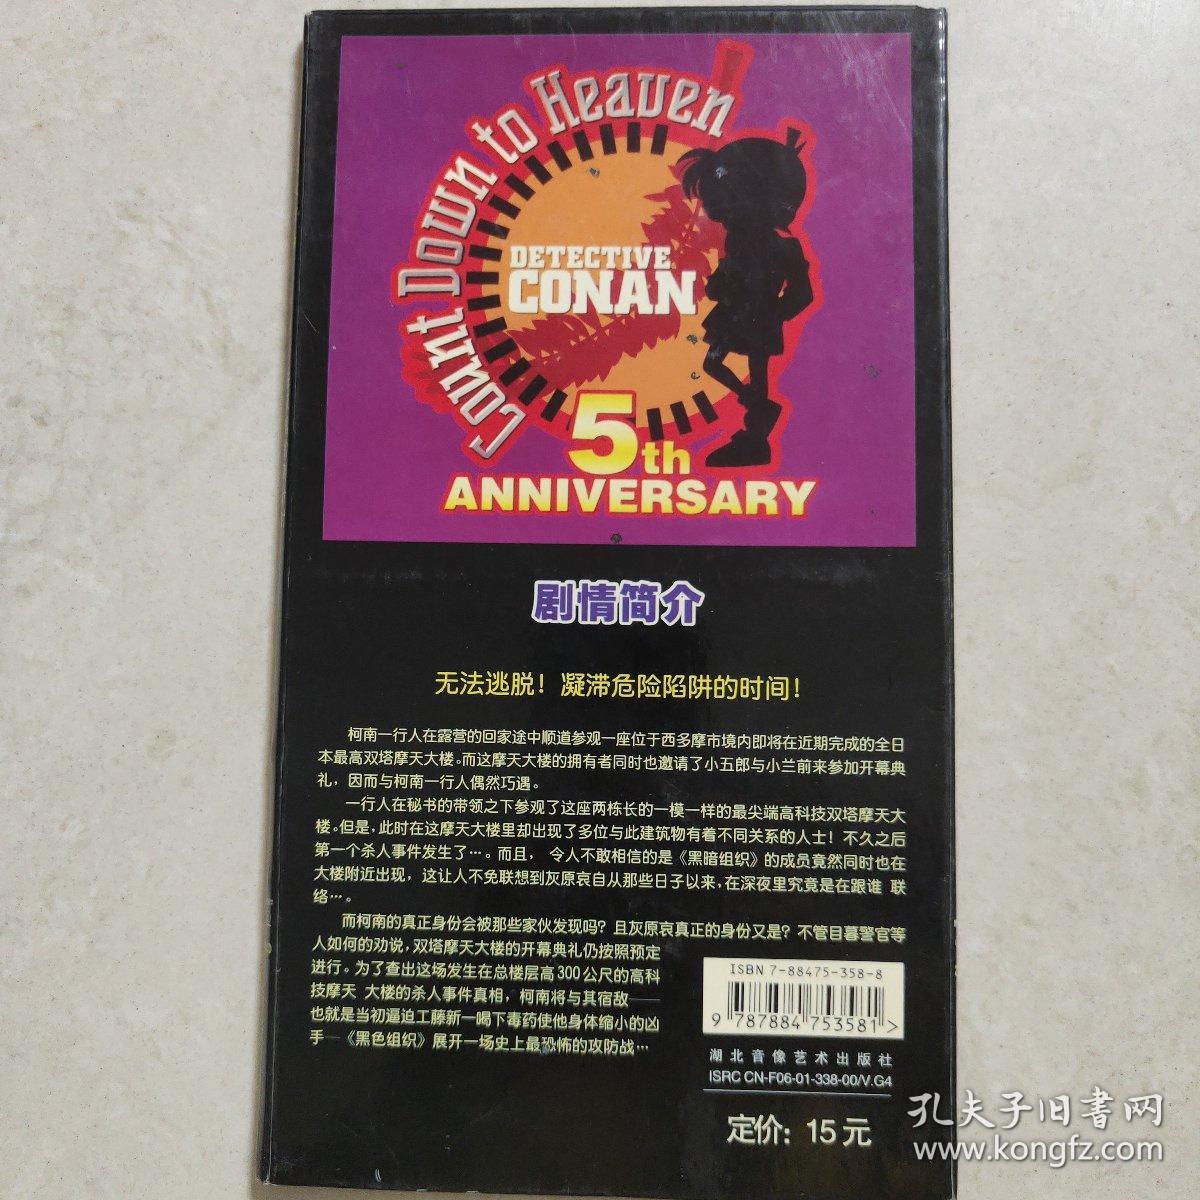 Count Down to Heaven
DETECTIVE
CONAN
5th
ANNIVERSARY
剧情简介
无法逃脱！凝滞危险陷阱的时间！
柯南一行人在露营的回家途中顺道参观一座位于西多摩市境内即将在近期完成的全日
本最高双塔摩天大楼。而这摩天大楼的拥有者同时也邀请了小五郎与小兰前来参加开幕典
礼，因而与柯南一行人偶然巧遇。
一行人在秘书的带领之下参观了这座两栋长的一模一样的最尖端高科技双塔摩天大
楼。但是，此时在这摩天大楼里却出现了多位与此建筑物有着不同关系的人士！不久之后
第一个杀人事件发生了…。而且， 令人不敢相信的是《黑暗组织》的成员竟然同时也在
大楼附近出现，这让人不免联想到灰原哀自从那些日子以来，在深夜里究竟是在跟谁 联
络…。
而柯南的真正身份会被那些家伙发现吗？且灰原哀真正的身份又是？不管目暮警官等
人如何的劝说，双塔摩天大楼的开幕典礼仍按照预定
进行。为了查出这场发生在总楼层高300公尺的高科
技摩天 大楼的杀人事件真相，柯南将与其宿敌——
也就是当初逼迫工藤新一喝下毒药使他身体缩小的凶
手—《黑色组织》展开一场史上最恐怖的攻防战…
ISBN 7-88475-358-8
9 787884 753581 >
湖北音像艺术出版社
ISRC CN-F06-01-338-00/V.G4
定价：15元
孔夫子旧书网
www.kongfz.com